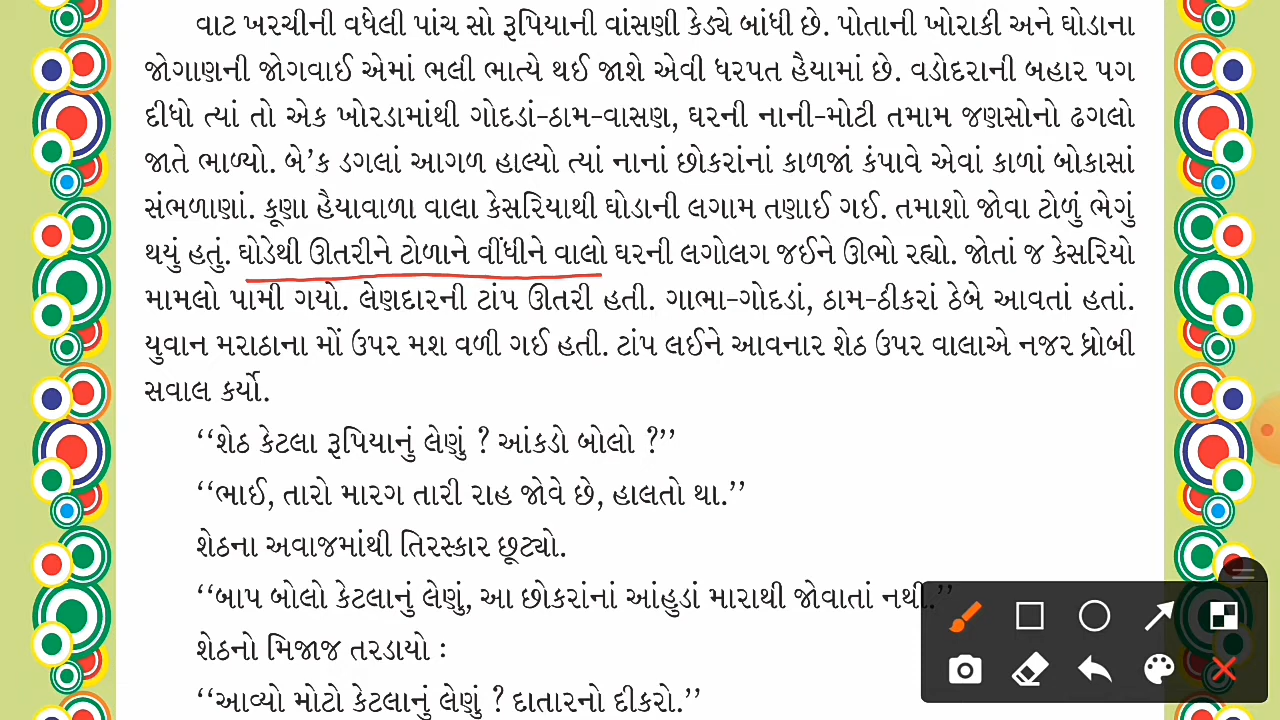 વાટ ખરચીની વધેલી પાંચ સો રૂપિયાની વાંસણી કેડ્યે બાંધી છે. પોતાની ખોરાકી અને ઘોડાના
જોગાણની જોગવાઈ એમાં ભલી ભાત્યે થઈ જાશે એવી ધરપત હૈયામાં છે. વડોદરાની બહાર પગ
દીધો ત્યાં તો એક ખોરડામાંથી ગોદડાં-ઠામ-વાસણ, ઘરની નાની-મોટી તમામ જણસોનો ઢગલો
જાતે ભાળ્યો. બે’ક ડગલાં આગળ હાલ્યો ત્યાં નાનાં છોકરાંનાં કાળજાં કંપાવે એવાં કાળાં બોકાસાં
સંભળાણાં. કૂણા હૈયાવાળા વાલા કેસરિયાથી ઘોડાની લગામ તણાઈ ગઈ. તમાશો જોવા ટોળું ભેગું
થયું હતું. ઘોડેથી ઊતરીને ટોળાને વીંધીને વાલો ઘરની લગોલગ જઈને ઊભો રહ્યો. જોતાં જ કેસરિયો
મામલો પામી ગયો. લેણદારની ટાંપ ઊતરી હતી. ગાભા-ગોદડાં, ઠામ-ઠીકરાં ઠેબે આવતાં હતાં.
યુવાન મરાઠાના મોં ઉપર મશ વળી ગઈ હતી. ટાંપ લઈને આવનાર શેઠ ઉપર વાલાએ નજર ધ્રોબી
સવાલ કર્યો.
‘‘શેઠ કેટલા રૂપિયાનું લેણું ? આંકડો બોલો ?’’
‘‘ભાઈ, તારો મારગ તારી રાહ જોવે છે, હાલતો થા.’’
શેઠના અવાજમાંથી તિરસ્કાર છૂટ્યો.
‘‘બાપ બોલો કેટલાનું લેણું, આ છોકરાંનાં આંહુડાં મારાથી જોવાતાં નથી.’’
શેઠનો મિજાજ તરડાયો :
‘‘આવ્યો મોટો કેટલાનું લેણું ? દાતારનો દીકરો.’’